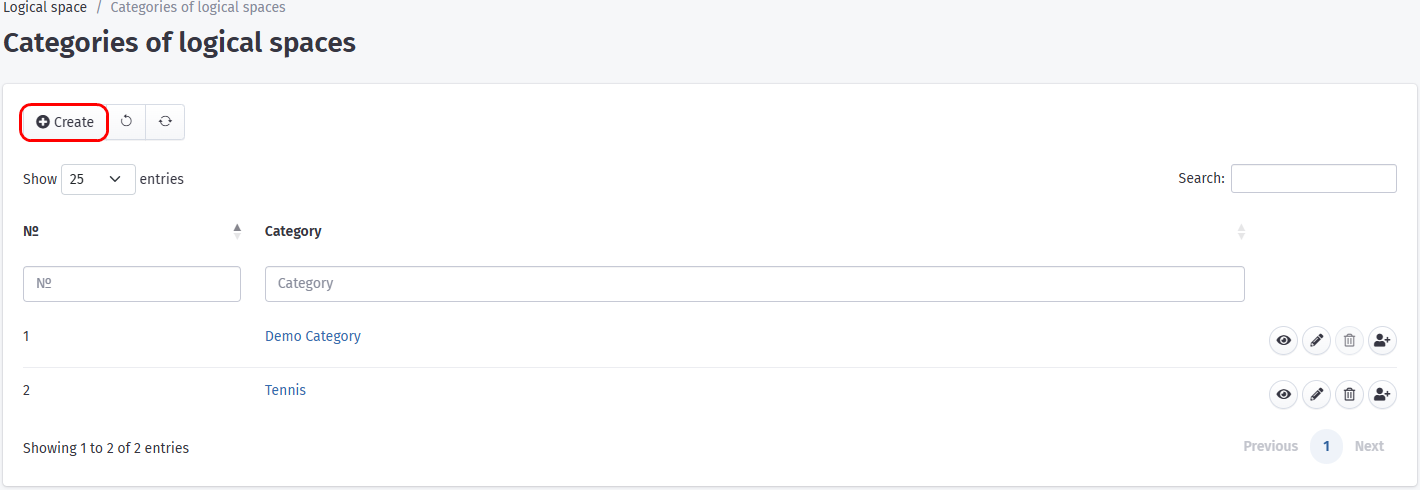 Logical space / Categories of logical spaces
Categories of logical spaces
Create
Show 25 entries Search:
№ Category
№ Category
1 Demo Category
2 Tennis
Showing 1 to 2 of 2 entries Previous 1 Next